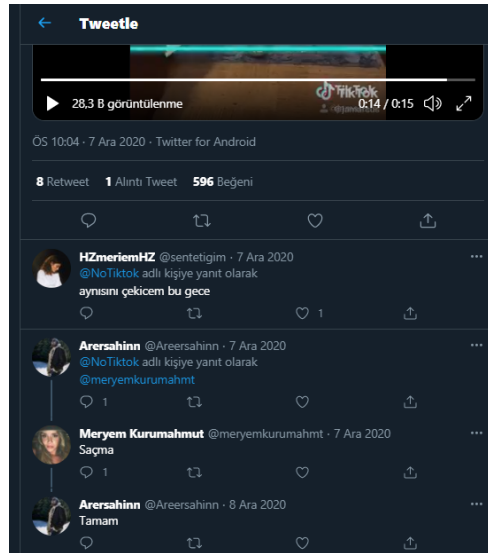 Tweetle
28,3 B görüntülenme
TikTok
0:14 / 0:15
ÖS 10:04 · 7 Ara 2020 · Twitter for Android
8 Retweet 1 Alıntı Tweet 596 Beğeni
HZmeriemHZ @sentetigim · 7 Ara 2020
@NoTiktok adlı kişiye yanıt olarak
aynısını çekicem bu gece
1
Arersahinn @Areersahinn · 7 Ara 2020
@NoTiktok adlı kişiye yanıt olarak
@meryemkurumahmt
1
Meryem Kurumahmut @meryemkurumahmt · 7 Ara 2020
Saçma
1
Arersahinn @Areersahinn · 8 Ara 2020
Tamam